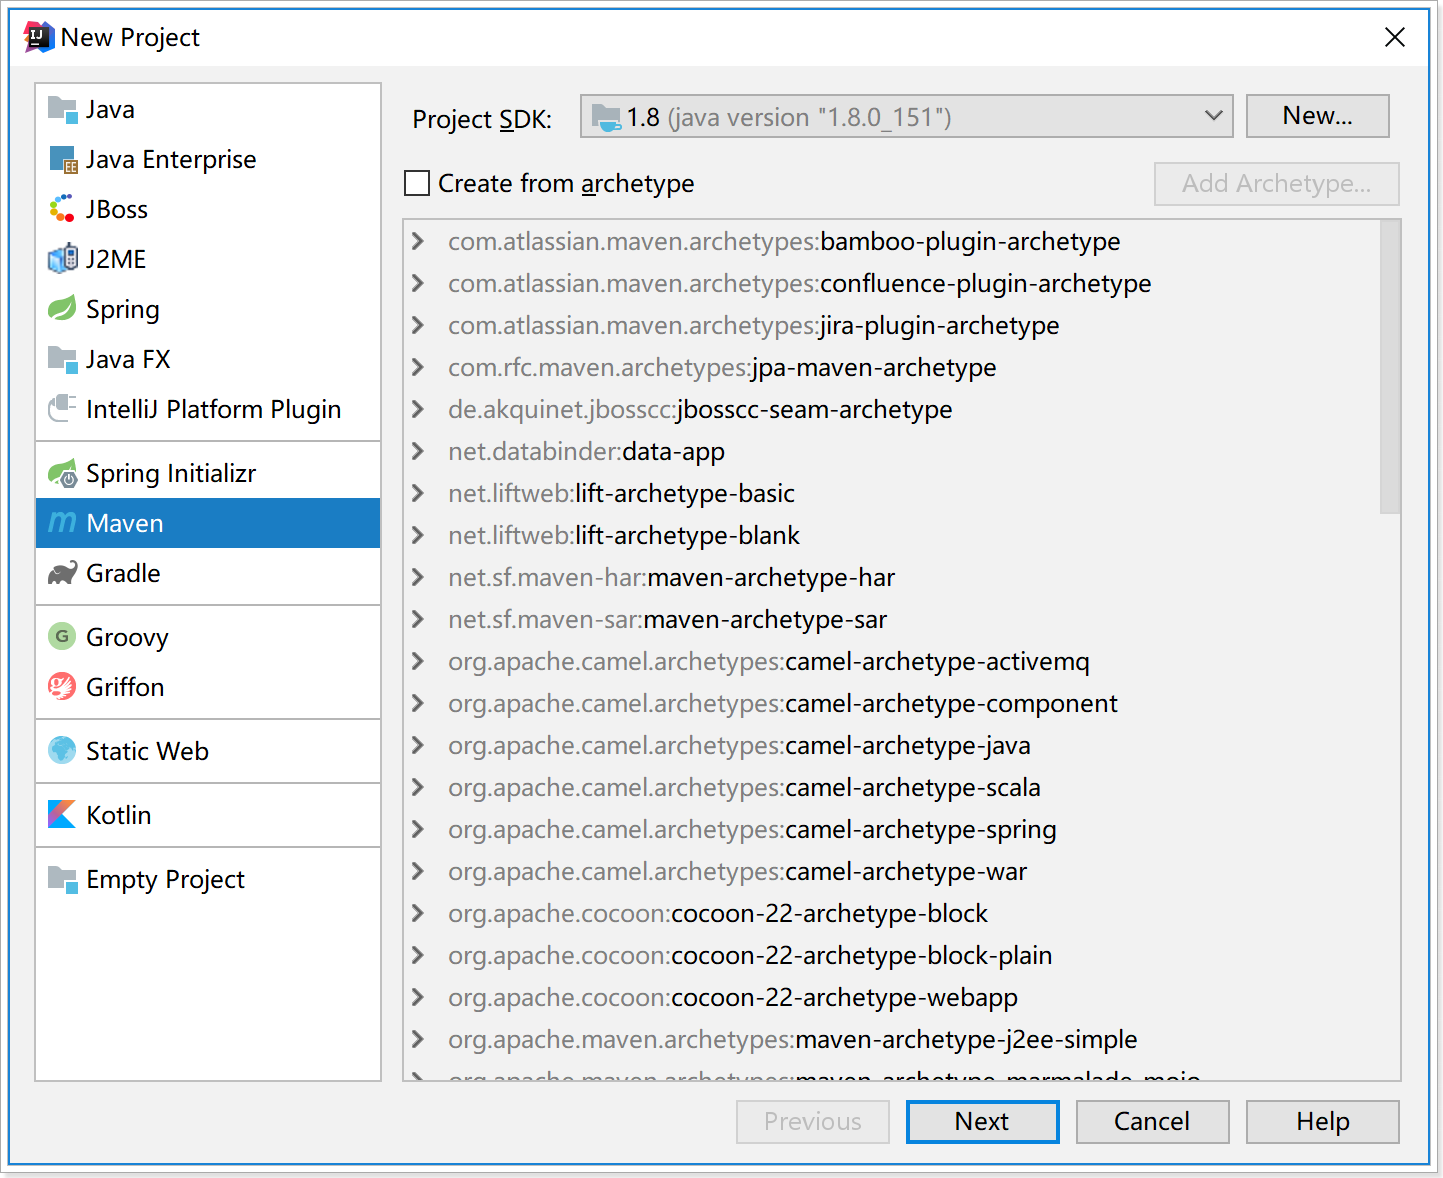 New Project
Java
Java Enterprise
JBoss
J2ME
Spring
Java FX
IntelliJ Platform Plugin
Spring Initializr
Maven
Gradle
Groovy
Griffon
Static Web
Kotlin
Empty Project
Project SDK: 1.8 (java version "1.8.0_151") New...
Create from archetype Add Archetype...
com.atlassian.maven.archetypes:bamboo-plugin-archetype
com.atlassian.maven.archetypes:confluence-plugin-archetype
com.atlassian.maven.archetypes:jira-plugin-archetype
com.rfc.maven.archetypes:jpa-maven-archetype
de.akquinet.jbosscc:jbosscc-seam-archetype
net.databinder:data-app
net.liftweb:lift-archetype-basic
net.liftweb:lift-archetype-blank
net.sf.maven-har:maven-archetype-har
net.sf.maven-sar:maven-archetype-sar
org.apache.camel.archetypes:camel-archetype-activemq
org.apache.camel.archetypes:camel-archetype-component
org.apache.camel.archetypes:camel-archetype-java
org.apache.camel.archetypes:camel-archetype-scala
org.apache.camel.archetypes:camel-archetype-spring
org.apache.camel.archetypes:camel-archetype-war
org.apache.cocoon:cocoon-22-archetype-block
org.apache.cocoon:cocoon-22-archetype-block-plain
org.apache.cocoon:cocoon-22-archetype-webapp
org.apache.maven.archetypes:maven-archetype-j2ee-simple
org.apache.maven.archetypes:maven-archetype-marmalade-mojo
Previous Next Cancel Help